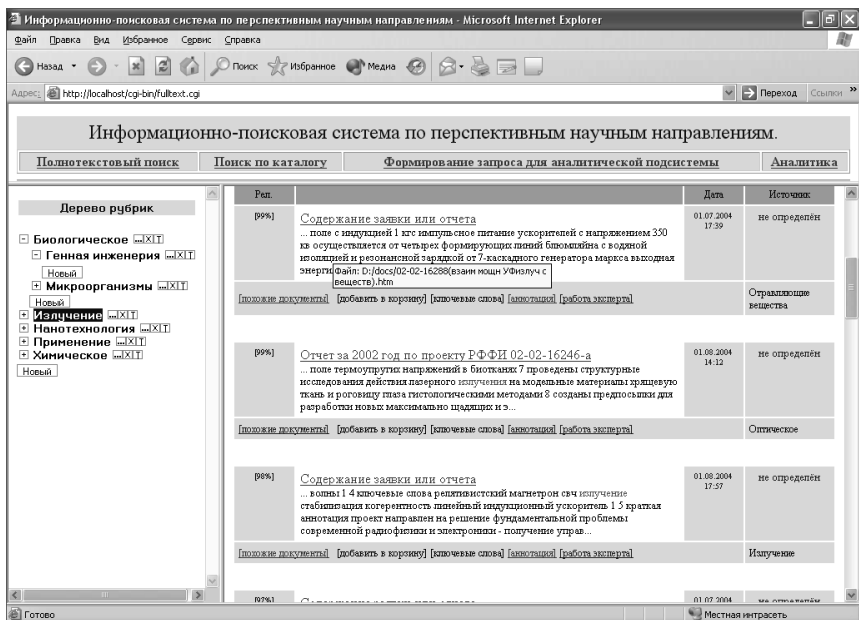 Информационно-поисковая система по перспективным научным направлениям - Microsoft Internet Explorer
Файл Правка Вид Избранное Сервис Справка
Назад Поиск Избранное Медиа
Адрес: http://localhost/cgi-bin/fulltext.cgi Переход Ссылки »
Информационно-поисковая система по перспективным научным направлениям.
Полнотекстовый поиск Поиск по каталогу Формирование запроса для аналитической подсистемы Аналитика
Дерево рубрик
Биологическое ... X T
Генная инженерия ... X T
Новый
Микроорганизмы ... X T
Новый
Излучение ... X T
Нанотехнология ... X T
Применение ... X T
Химическое ... X T
Новый
Рел. Дата Источник
[99%] Содержание заявки или отчета 01.07.2004 17:39 не определён
... поле с индукцией 1 кгс импульсное питание ускорителей с напряжением 350
кв осуществляется от четырех формирующих линий блюмляйна с водяной
изоляцией и резонансной зарядкой от 7-каскадного генератора маркса выходная
энерги
Файл: D:/docs/02-02-16288(взаим мощн УФизлуч с
веществ).htm
[похожие документы] [добавить в корзину] [ключевые слова] [аннотация] [работа эксперта] Отравляющие
вещества
[99%] Отчет за 2002 год по проекту РФФИ 02-02-16246-а 01.08.2004 14:12 не определён
... поле термоупругих напряжений в биотканях 7 проведены структурные
исследования действия лазерного излучения на модельные материалы хрящевую
ткань и роговицу глаза гистологическими методами 8 созданы предпосылки для
разработки новых максимально щадящих и э...
[похожие документы] [добавить в корзину] [ключевые слова] [аннотация] [работа эксперта] Оптическое
[98%] Содержание заявки или отчета 01.08.2004 17:57 не определён
... волны 1 4 ключевые слова релятивистский магнетрон свч излучение
стабилизация когерентность линейный индукционный ускоритель 1 5 краткая
аннотация проект направлен на решение фундаментальной проблемы
современной радиофизики и электроники - получение управ...
[похожие документы] [добавить в корзину] [ключевые слова] [аннотация] [работа эксперта] Излучение
[97%] 01.07.2004 не определён
Готово Местная интрасеть